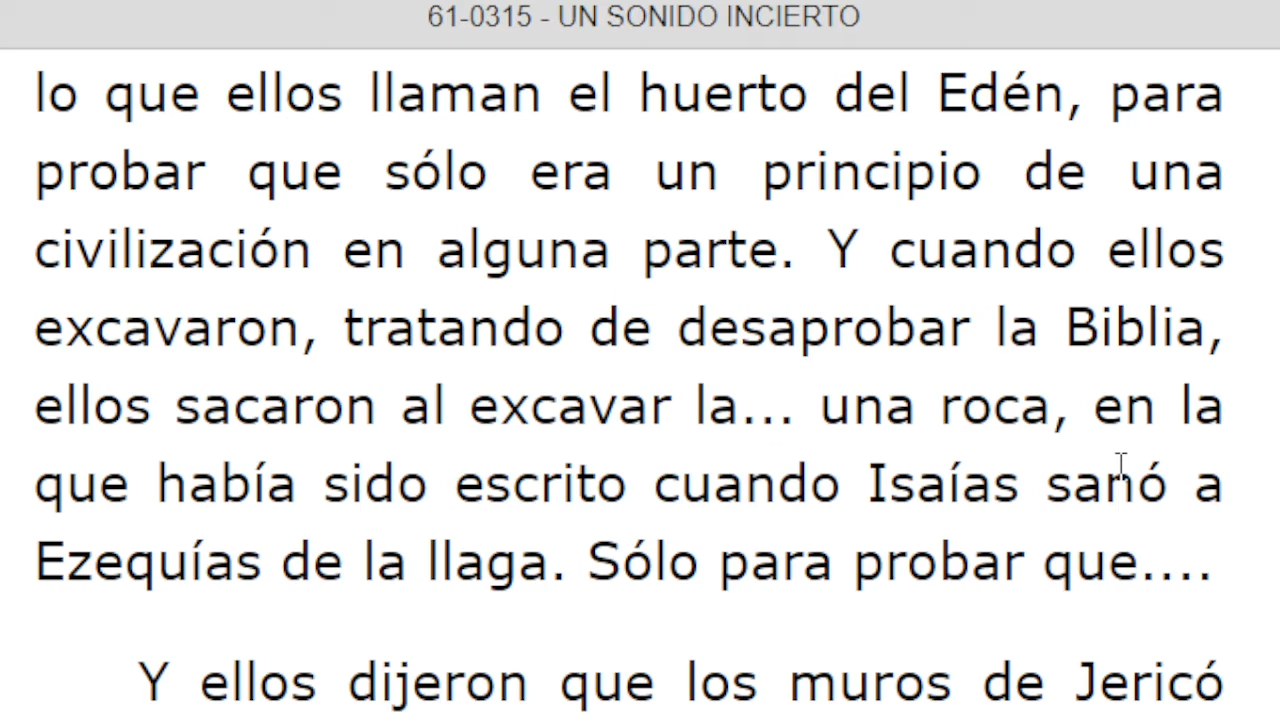 61-0315 - UN SONIDO INCIERTO
lo que ellos llaman el huerto del Edén, para
probar que sólo era un principio de una
civilización en alguna parte. Y cuando ellos
excavaron, tratando de desaprobar la Biblia,
ellos sacaron al excavar la... una roca, en la
que había sido escrito cuando Isaías sanó a
Ezequías de la llaga. Sólo para probar que....
Y ellos dijeron que los muros de Jericó